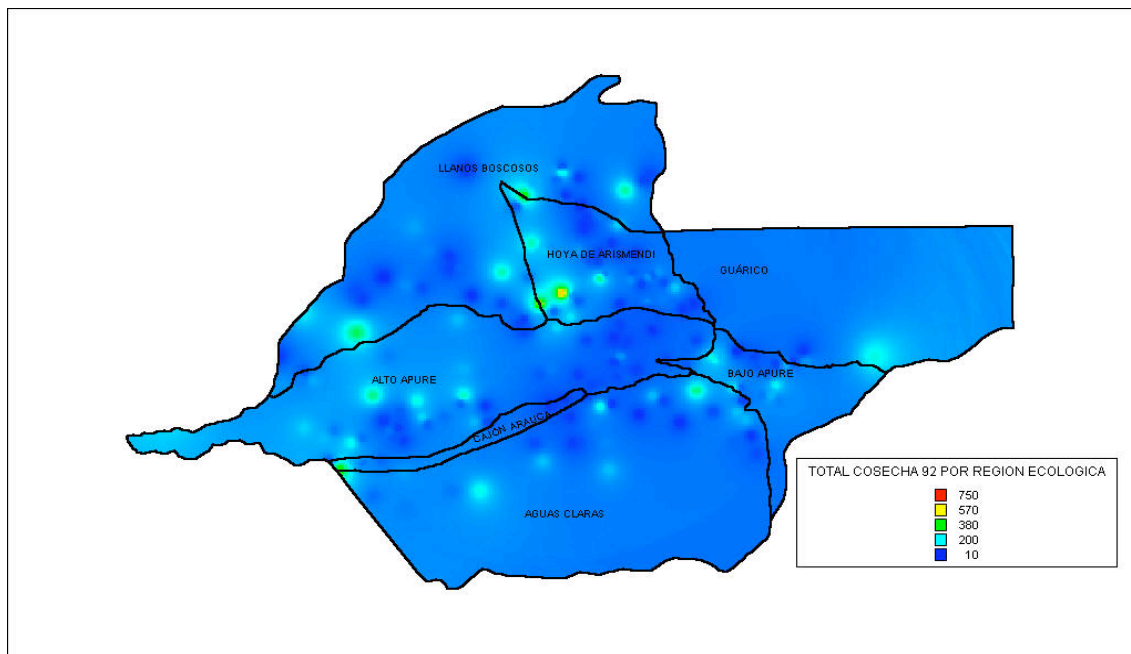 LLANOS BOSCOSOS
HOYA DE ARISMENDI
GUÁRICO
ALTO APURE
BAJO APURE
CAJÓN ARAUCA
AGUAS CLARAS
TOTAL COSECHA 92 POR REGION ECOLOGICA
750
570
380
200
10